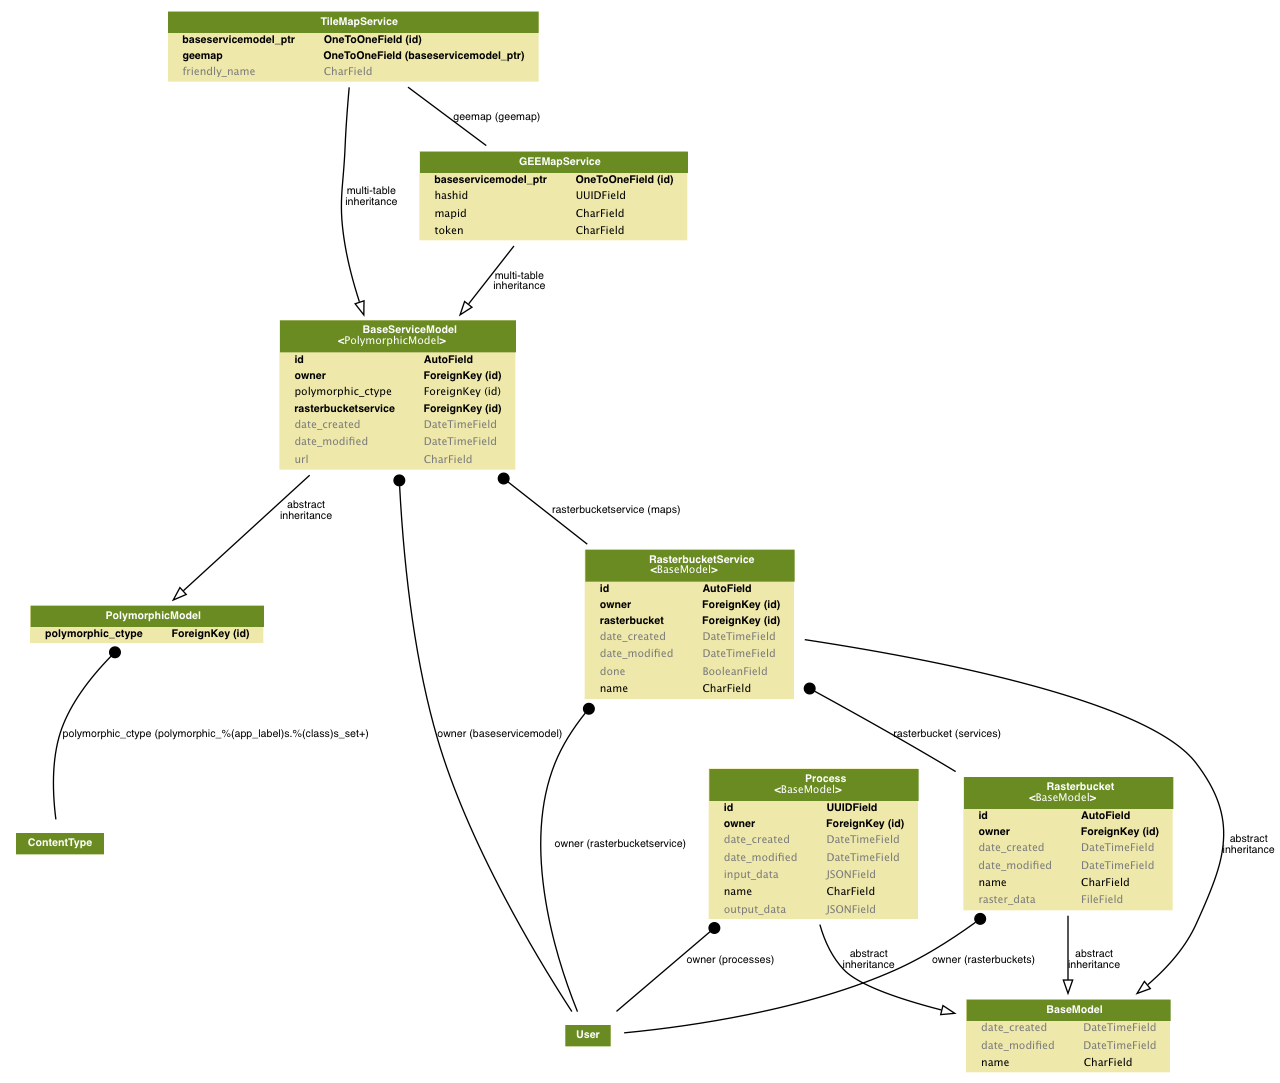 TileMapService
baseservicemodel_ptr OneToOneField (id)
geemap OneToOneField (baseservicemodel_ptr)
friendly_name CharField
geemap (geemap)
GEEMapService
baseservicemodel_ptr OneToOneField (id)
hashid UUIDField
mapid CharField
token CharField
multi-table
inheritance
multi-table
inheritance
BaseServiceModel
<PolymorphicModel>
id AutoField
owner ForeignKey (id)
polymorphic_ctype ForeignKey (id)
rasterbucketservice ForeignKey (id)
date_created DateTimeField
date_modified DateTimeField
url CharField
abstract
inheritance
rasterbucketservice (maps)
RasterbucketService
<BaseModel>
id AutoField
owner ForeignKey (id)
rasterbucket ForeignKey (id)
date_created DateTimeField
date_modified DateTimeField
done BooleanField
name CharField
PolymorphicModel
polymorphic_ctype ForeignKey (id)
polymorphic_ctype (polymorphic_%(app_label)s.%(class)s_set+)
owner (baseservicemodel)
rasterbucket (services)
Process
<BaseModel>
id UUIDField
owner ForeignKey (id)
date_created DateTimeField
date_modified DateTimeField
input_data JSONField
name CharField
output_data JSONField
Rasterbucket
<BaseModel>
id AutoField
owner ForeignKey (id)
date_created DateTimeField
date_modified DateTimeField
name CharField
raster_data FileField
ContentType
owner (rasterbucketservice)
abstract
inheritance
owner (processes)
abstract
inheritance
owner (rasterbuckets)
abstract
inheritance
User
BaseModel
date_created DateTimeField
date_modified DateTimeField
name CharField